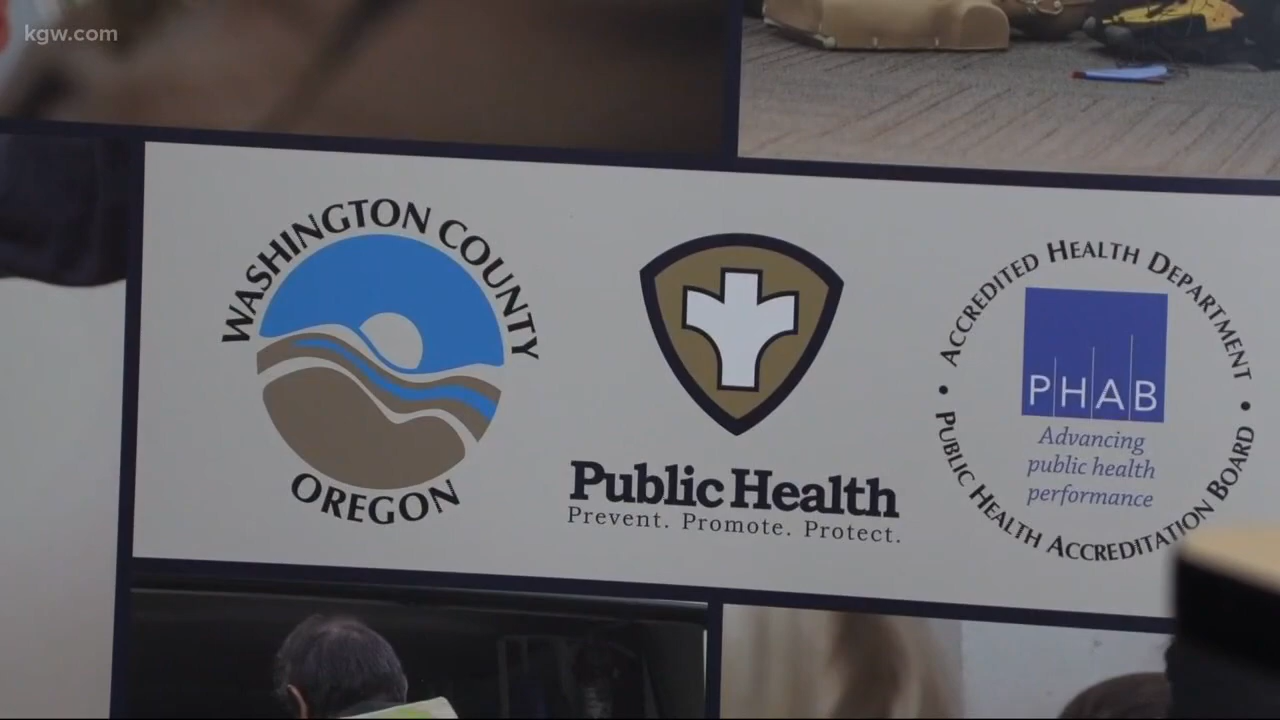 kgw.com
WASHINGTON COUNTY
OREGON
Public Health
Prevent. Promote. Protect.
ACCREDITED HEALTH DEPARTMENT
• PUBLIC HEALTH ACCREDITATION BOARD •
PHAB
Advancing
public health
performance